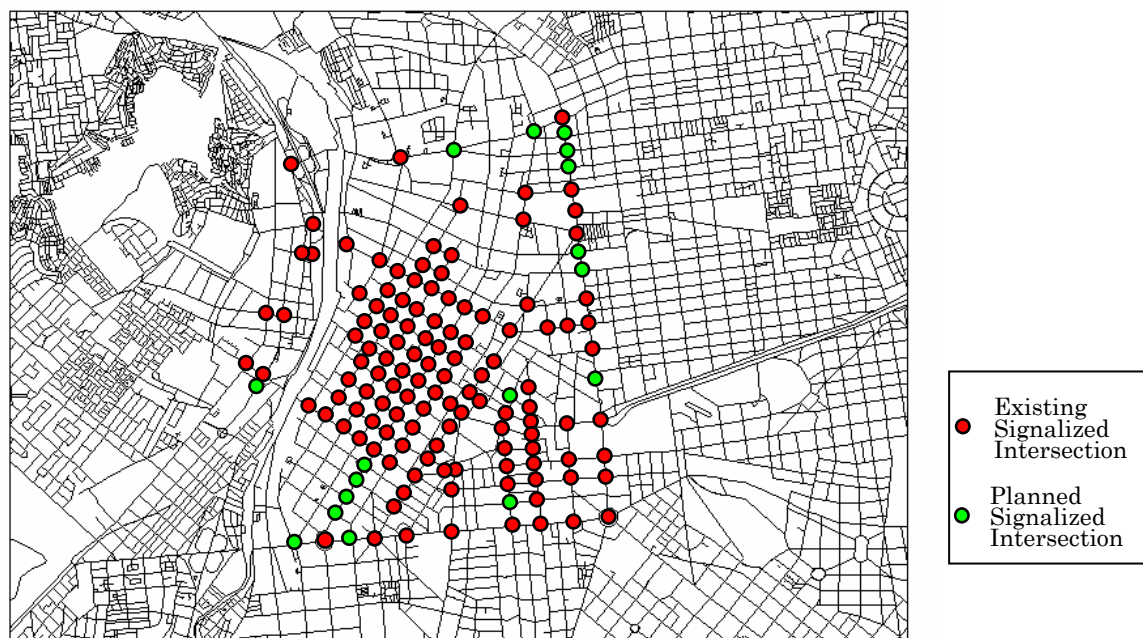 Existing
Signalized
Intersection
Planned
Signalized
Intersection